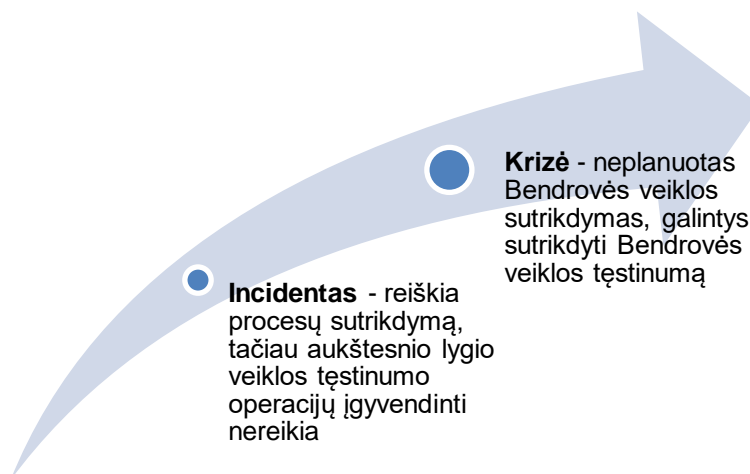 Krizė - neplanuotas
Bendrovės veiklos
sutrikdymas, galintys
sutrikdyti Bendrovės
veiklos tęstinumą
Incidentas - reiškia
procesų sutrikdymą,
tačiau aukštesnio lygio
veiklos tęstinumo
operacijų įgyvendinti
nereikia